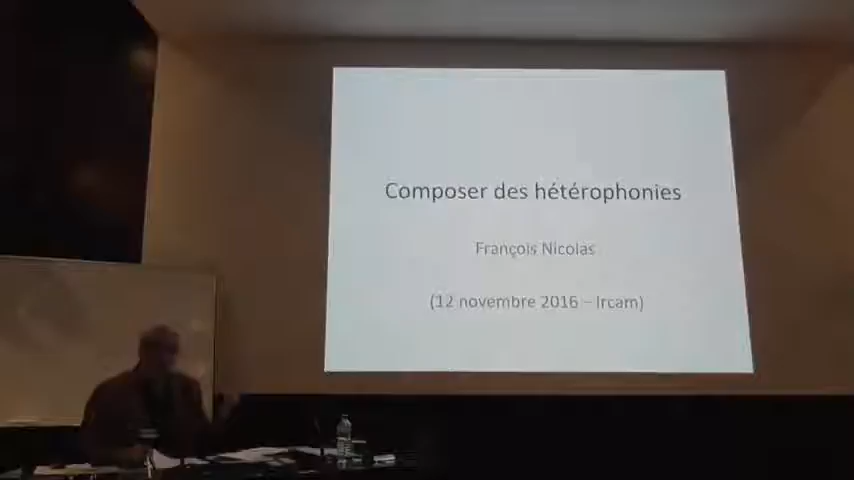 Composer des hétérophonies
François Nicolas
(12 novembre 2016 – Ircam)